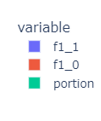 variable
f1_1
f1_0
portion